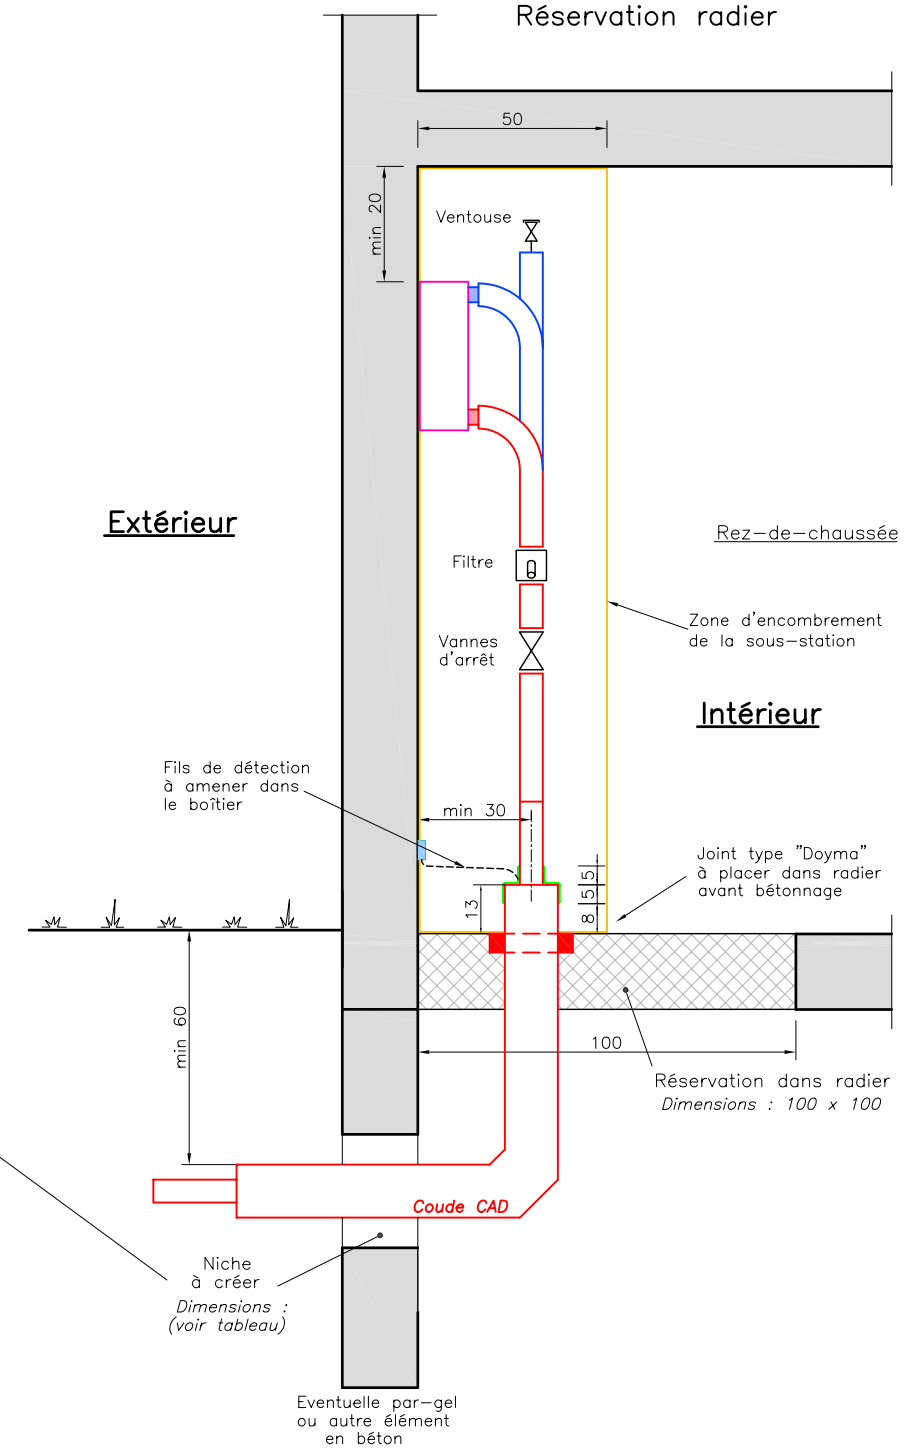 Réservation radier
50
min 20
Ventouse
Extérieur
Rez-de-chaussée
Filtre
Zone d'encombrement
de la sous-station
Vannes
d'arrêt
Intérieur
Fils de détection
à amener dans
le boîtier
min 30
Joint type "Doyma"
à placer dans radier
avant bétonnage
5
5
8
13
min 60
100
Réservation dans radier
Dimensions : 100 x 100
Coude CAD
Niche
à créer
Dimensions :
(voir tableau)
Eventuelle par-gel
ou autre élément
en béton